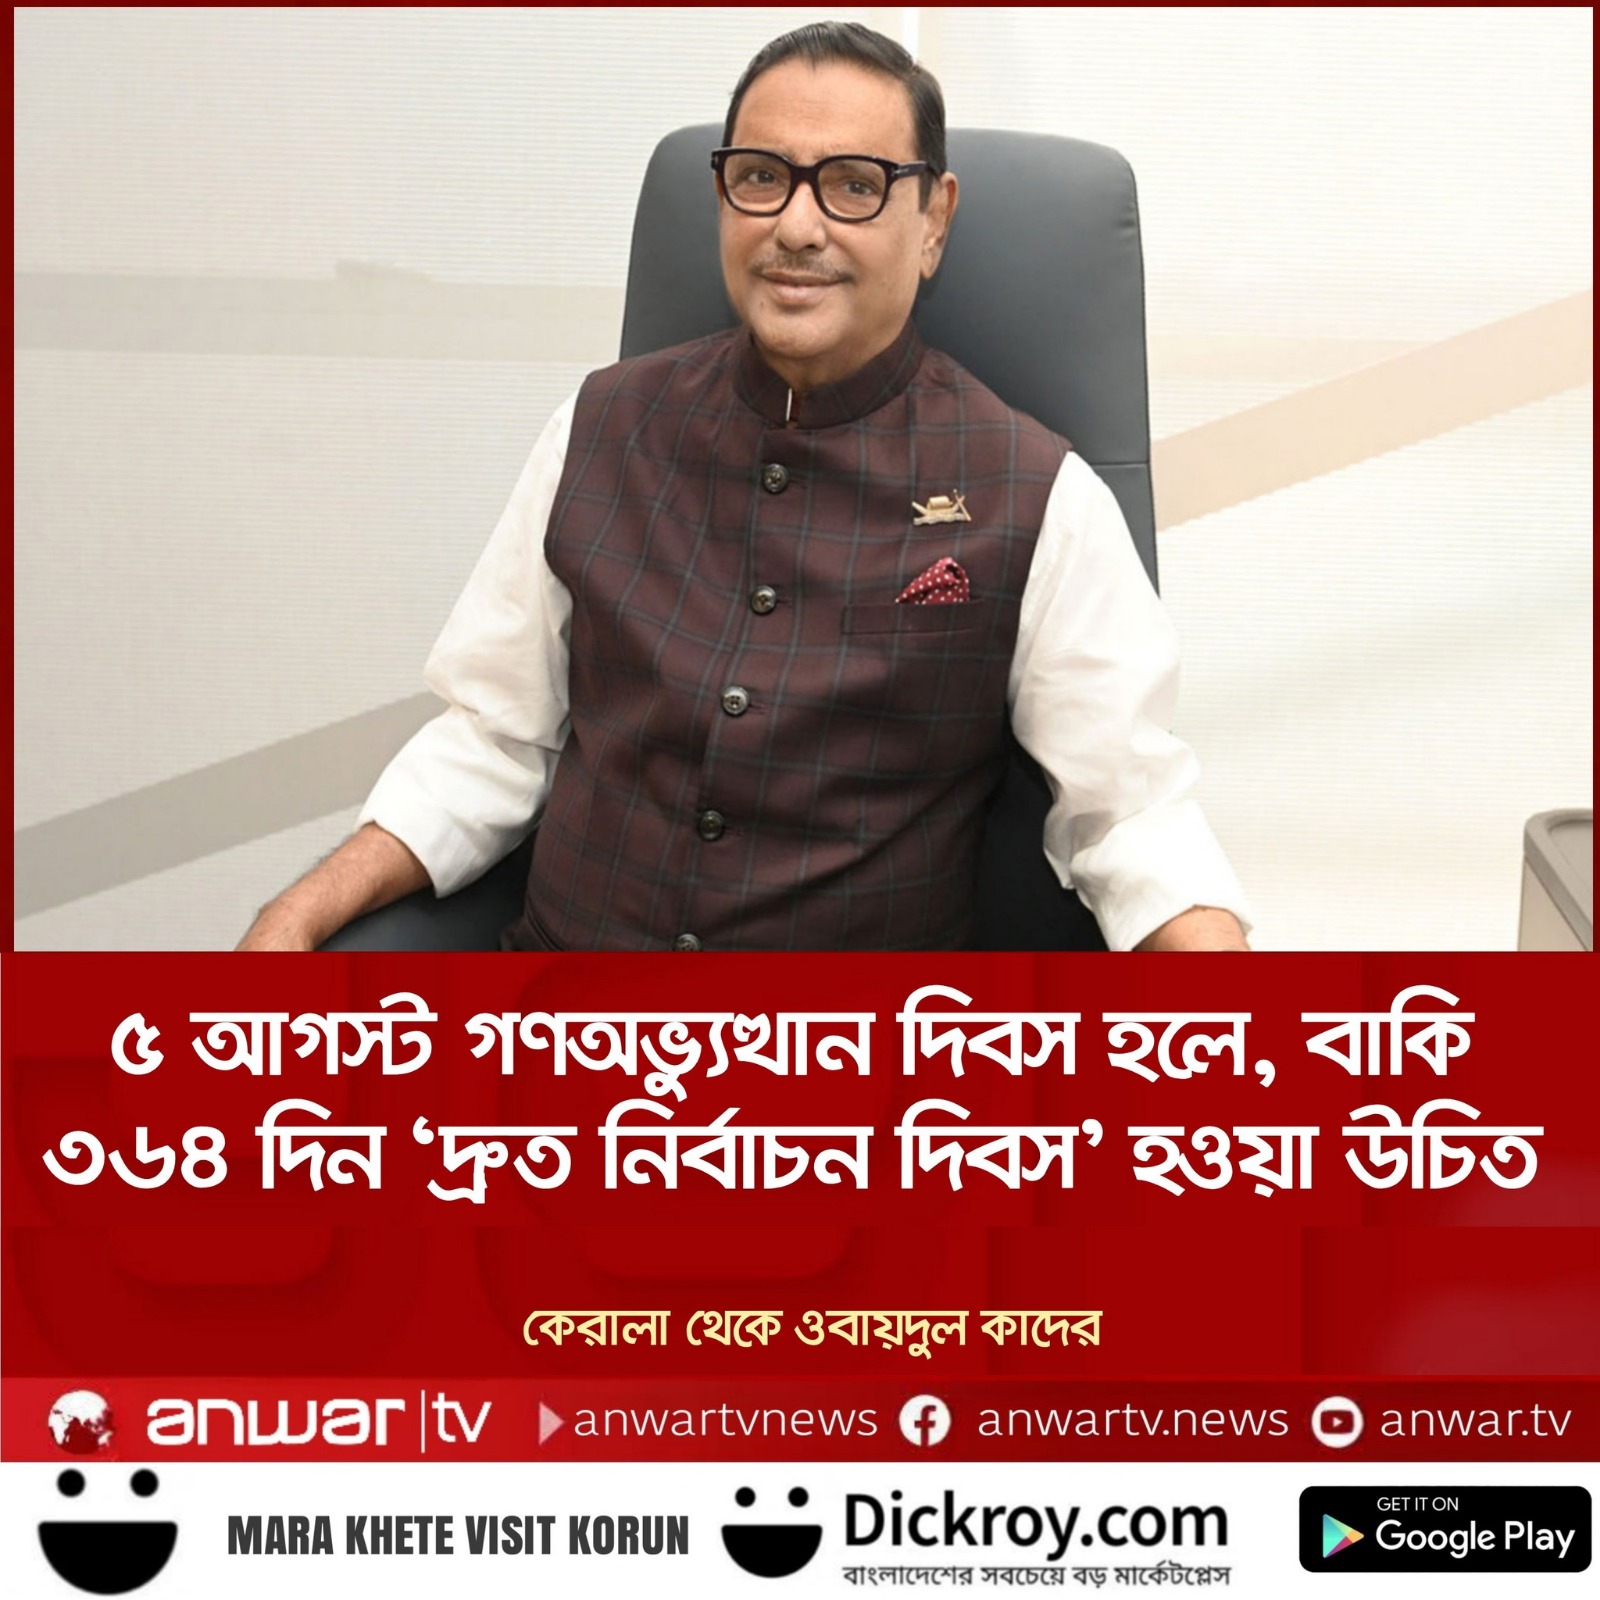 ৫ আগস্ট গণঅভ্যুত্থান দিবস হলে, বাকি
৩৬৪ দিন ‘দ্রুত নির্বাচন দিবস’ হওয়া উচিত
কেরালা থেকে ওবায়দুল কাদের
anwar|tv anwartvnews anwartv.news anwar.tv
MARA KHETE VISIT KORUN
Dickroy.com
বাংলাদেশের সবচেয়ে বড় মার্কেটপ্লেস
GET IT ON
Google Play